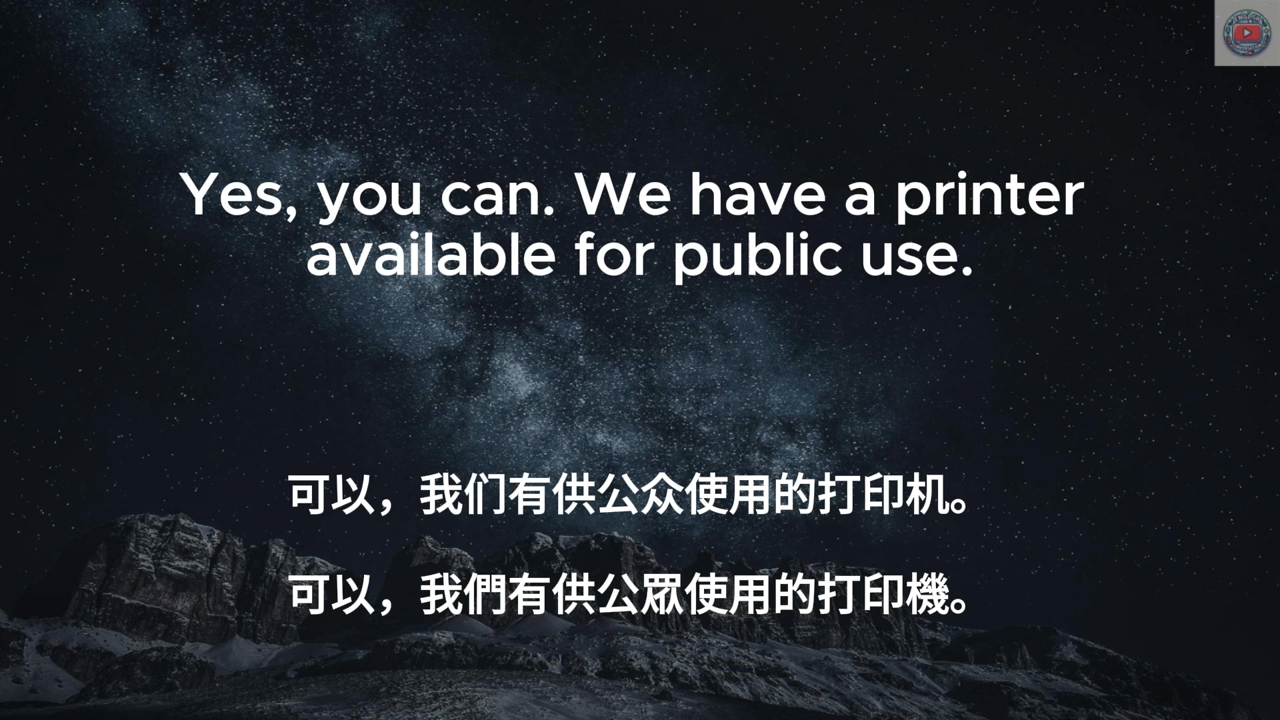 Yes, you can. We have a printer
available for public use.
可以，我们有供公众使用的打印机。
可以，我們有供公眾使用的打印機。